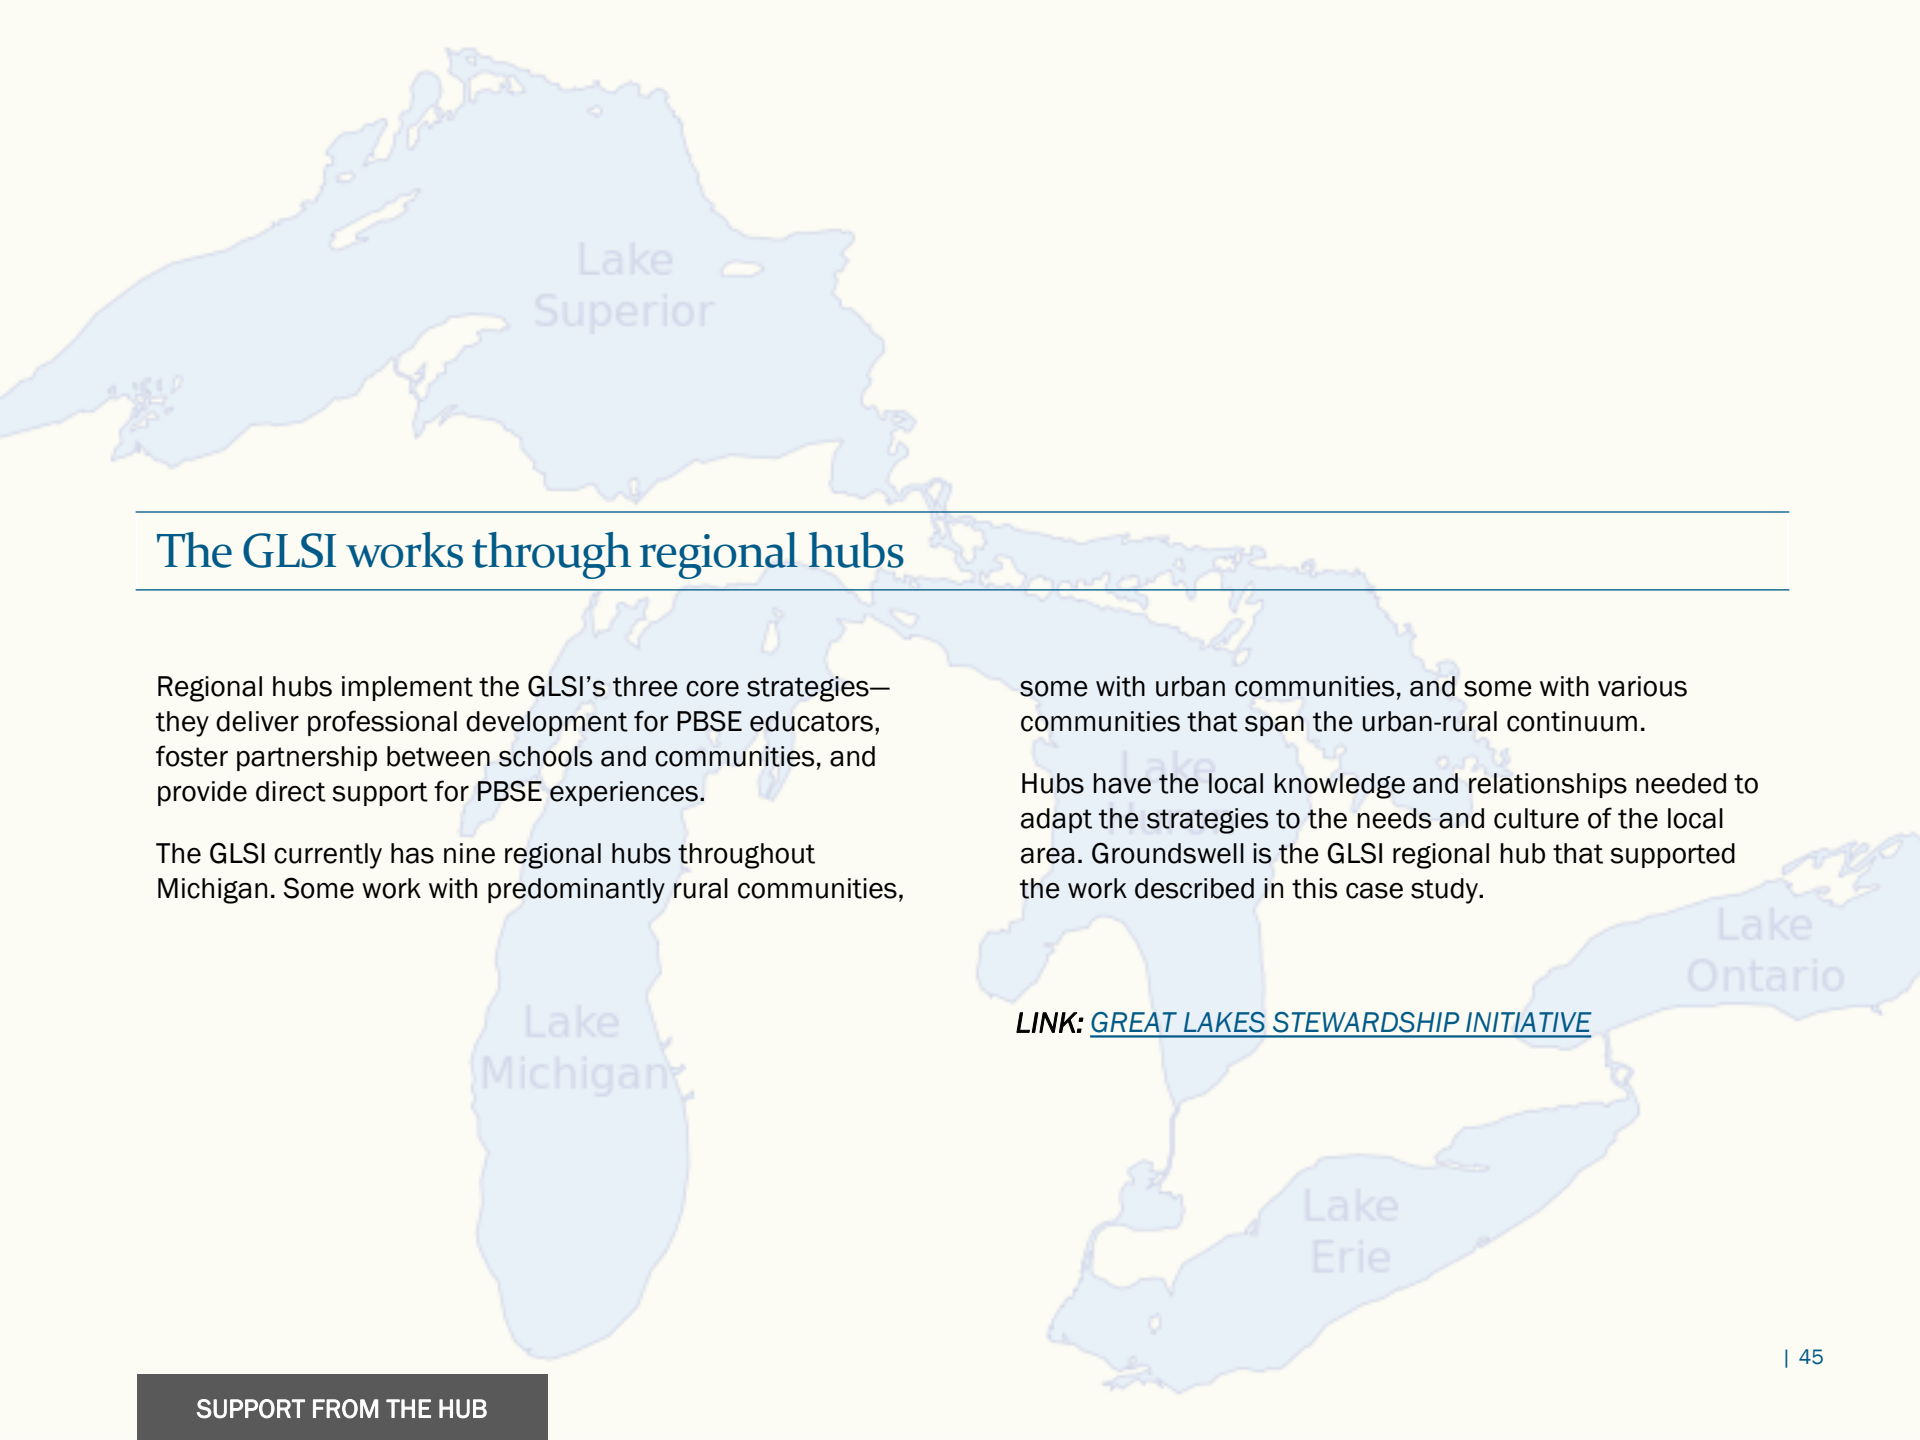 Lake
Superior
The GLSI works through regional hubs
Regional hubs implement the GLSI’s three core strategies—
they deliver professional development for PBSE educators,
foster partnership between schools and communities, and
provide direct support for PBSE experiences.
The GLSI currently has nine regional hubs throughout
Michigan. Some work with predominantly rural communities,
some with urban communities, and some with various
communities that span the urban-rural continuum.
Hubs have the local knowledge and relationships needed to
adapt the strategies to the needs and culture of the local
area. Groundswell is the GLSI regional hub that supported
the work described in this case study.
LINK: GREAT LAKES STEWARDSHIP INITIATIVE
Lake
Huron
Lake
Ontario
Lake
Michigan
Lake
Erie
| 45
SUPPORT FROM THE HUB